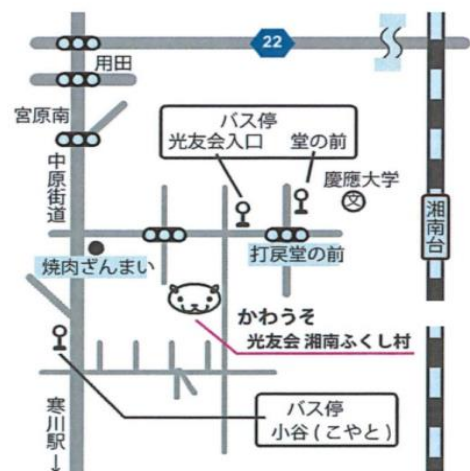 22
用田
宮原南
中原街道
バス停
光友会入口 堂の前
慶應大学
文
湘南台
打戻堂の前
焼肉ざんまい
かわうそ
光友会 湘南ふくし村
バス停
小谷(こやと)
寒川駅↓